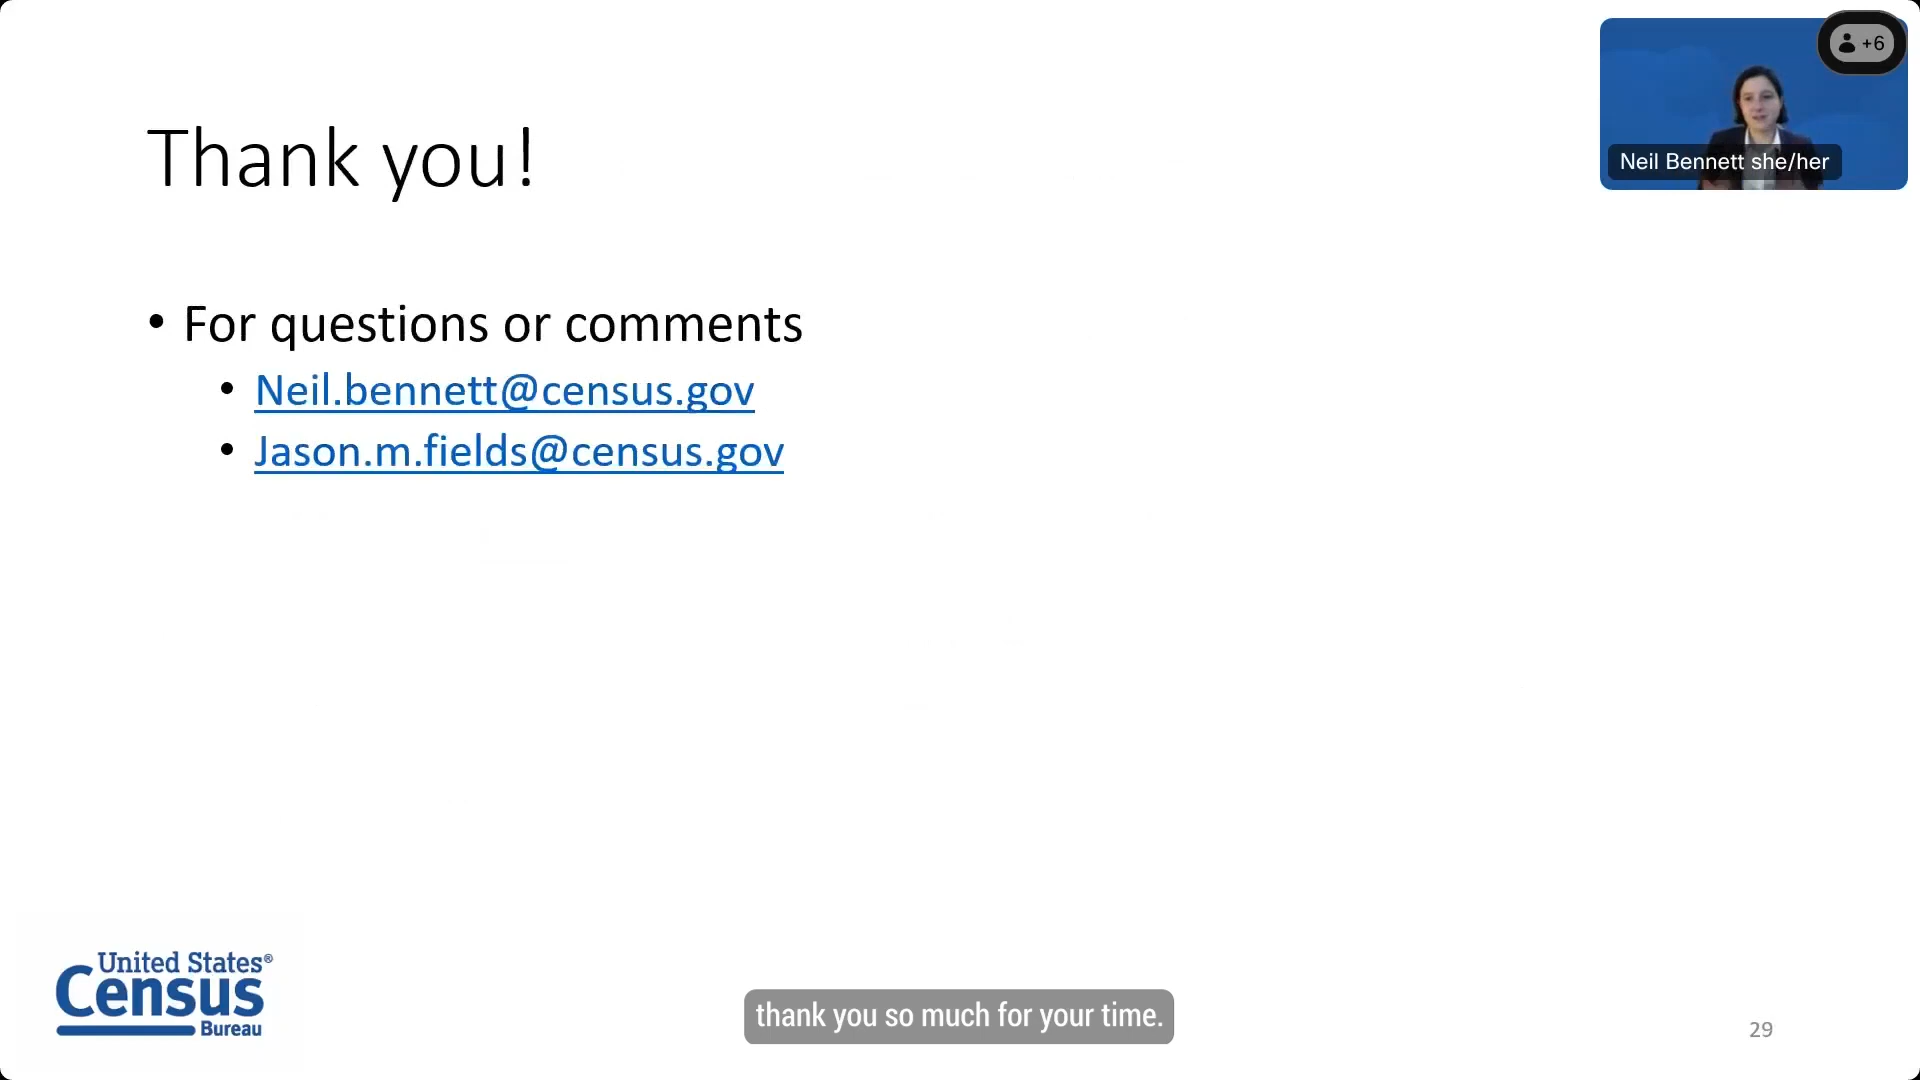 +6
Neil Bennett she/her
Thank you!
• For questions or comments
• Neil.bennett@census.gov
• Jason.m.fields@census.gov
United States®
Census
Bureau
thank you so much for your time.
29